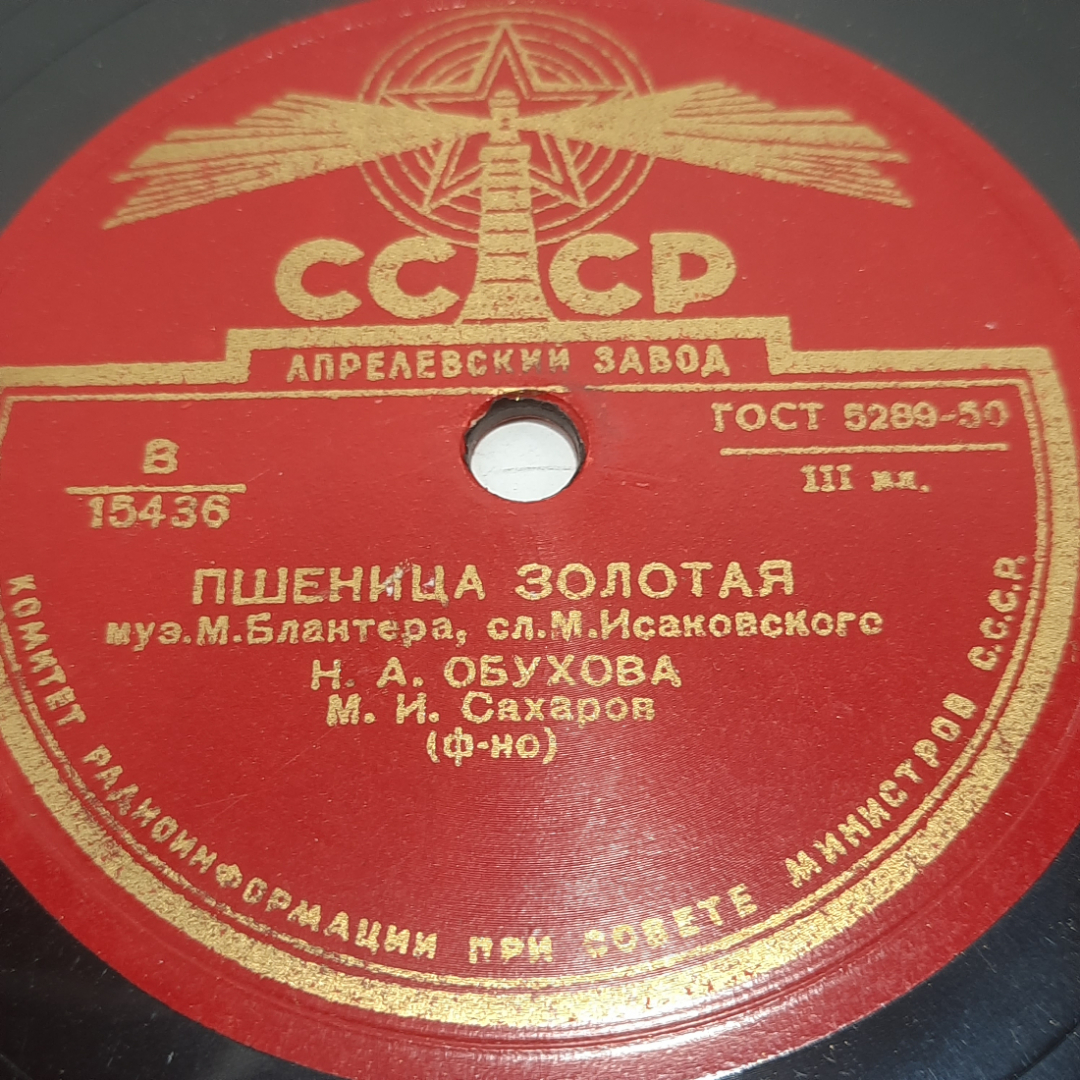 СССР
АПРЕЛЕВСКИЙ ЗАВОД
ГОСТ 5289-50
III вл.
В
15436
ПШЕНИЦА ЗОЛОТАЯ
муз.М.Блантера, сл.М.Исаковского
Н. А. ОБУХОВА
М. И. Сахаров
(ф-но)
КОМИТЕТ РАДИОИНФОРМАЦИИ ПРИ СОВЕТЕ МИНИСТРОВ С.С.С.Р.